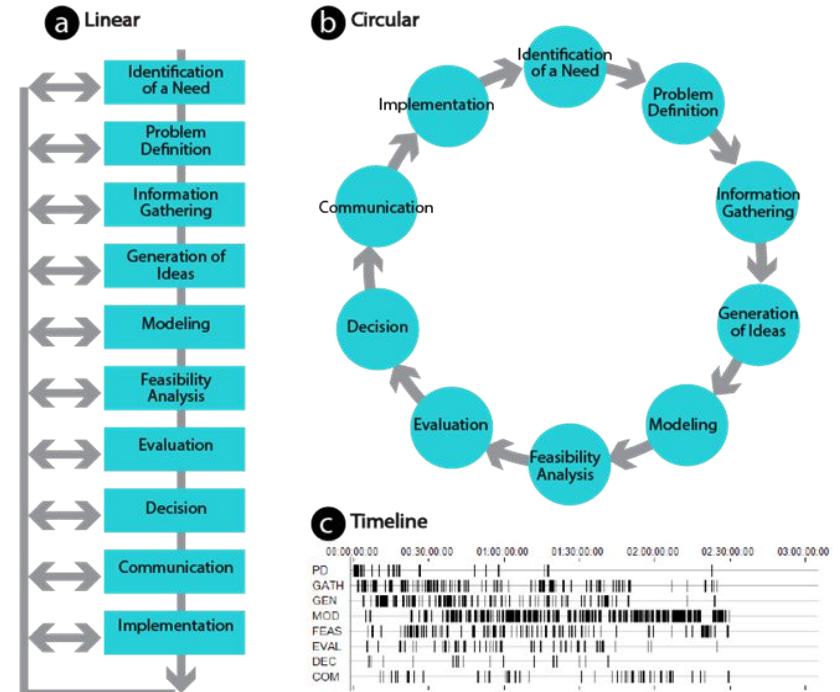 a Linear
Identification
of a Need
Problem
Definition
Information
Gathering
Generation of
Ideas
Modeling
Feasibility
Analysis
Evaluation
Decision
Communication
Implementation
b Circular
Identification
of a Need
Problem
Definition
Information
Gathering
Generation
of Ideas
Modeling
Feasibility
Analysis
Evaluation
Decision
Communication
Implementation
c Timeline
00:00:00.00 00:30:00.00 01:00:00.00 01:30:00.00 02:00:00.00 02:30:00.00 03:00:00.00
PD
GATH
GEN
MOD
FEAS
EVAL
DEC
COM